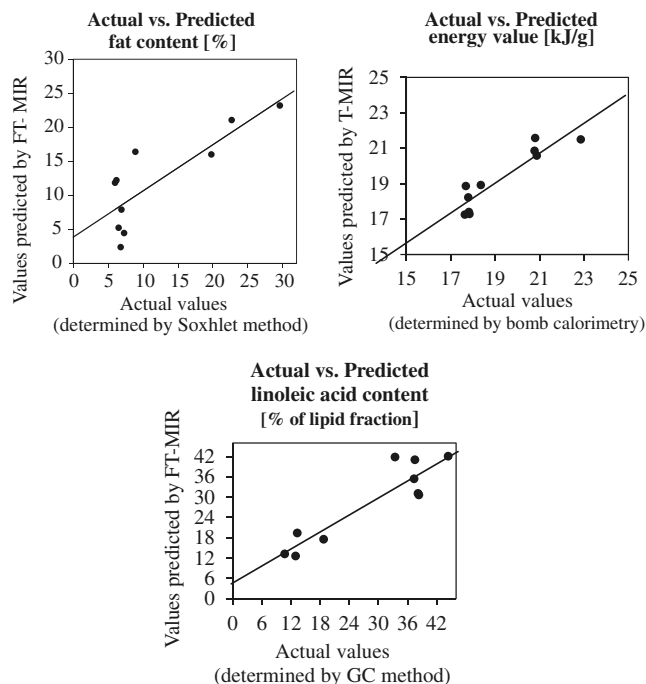 Actual vs. Predicted
fat content [%]
Values predicted by FT- MIR
30
25
20
15
10
5
0
0 5 10 15 20 25 30
Actual values
(determined by Soxhlet method)
Actual vs. Predicted
energy value [kJ/g]
Values predicted by T-MIR
25
23
21
19
17
15
15 17 19 21 23 25
Actual values
(determined by bomb calorimetry)
Actual vs. Predicted
linoleic acid content
[% of lipid fraction]
Values predicted by FT-MIR
42
36
30
24
18
12
6
0
0 6 12 18 24 30 36 42
Actual values
(determined by GC method)